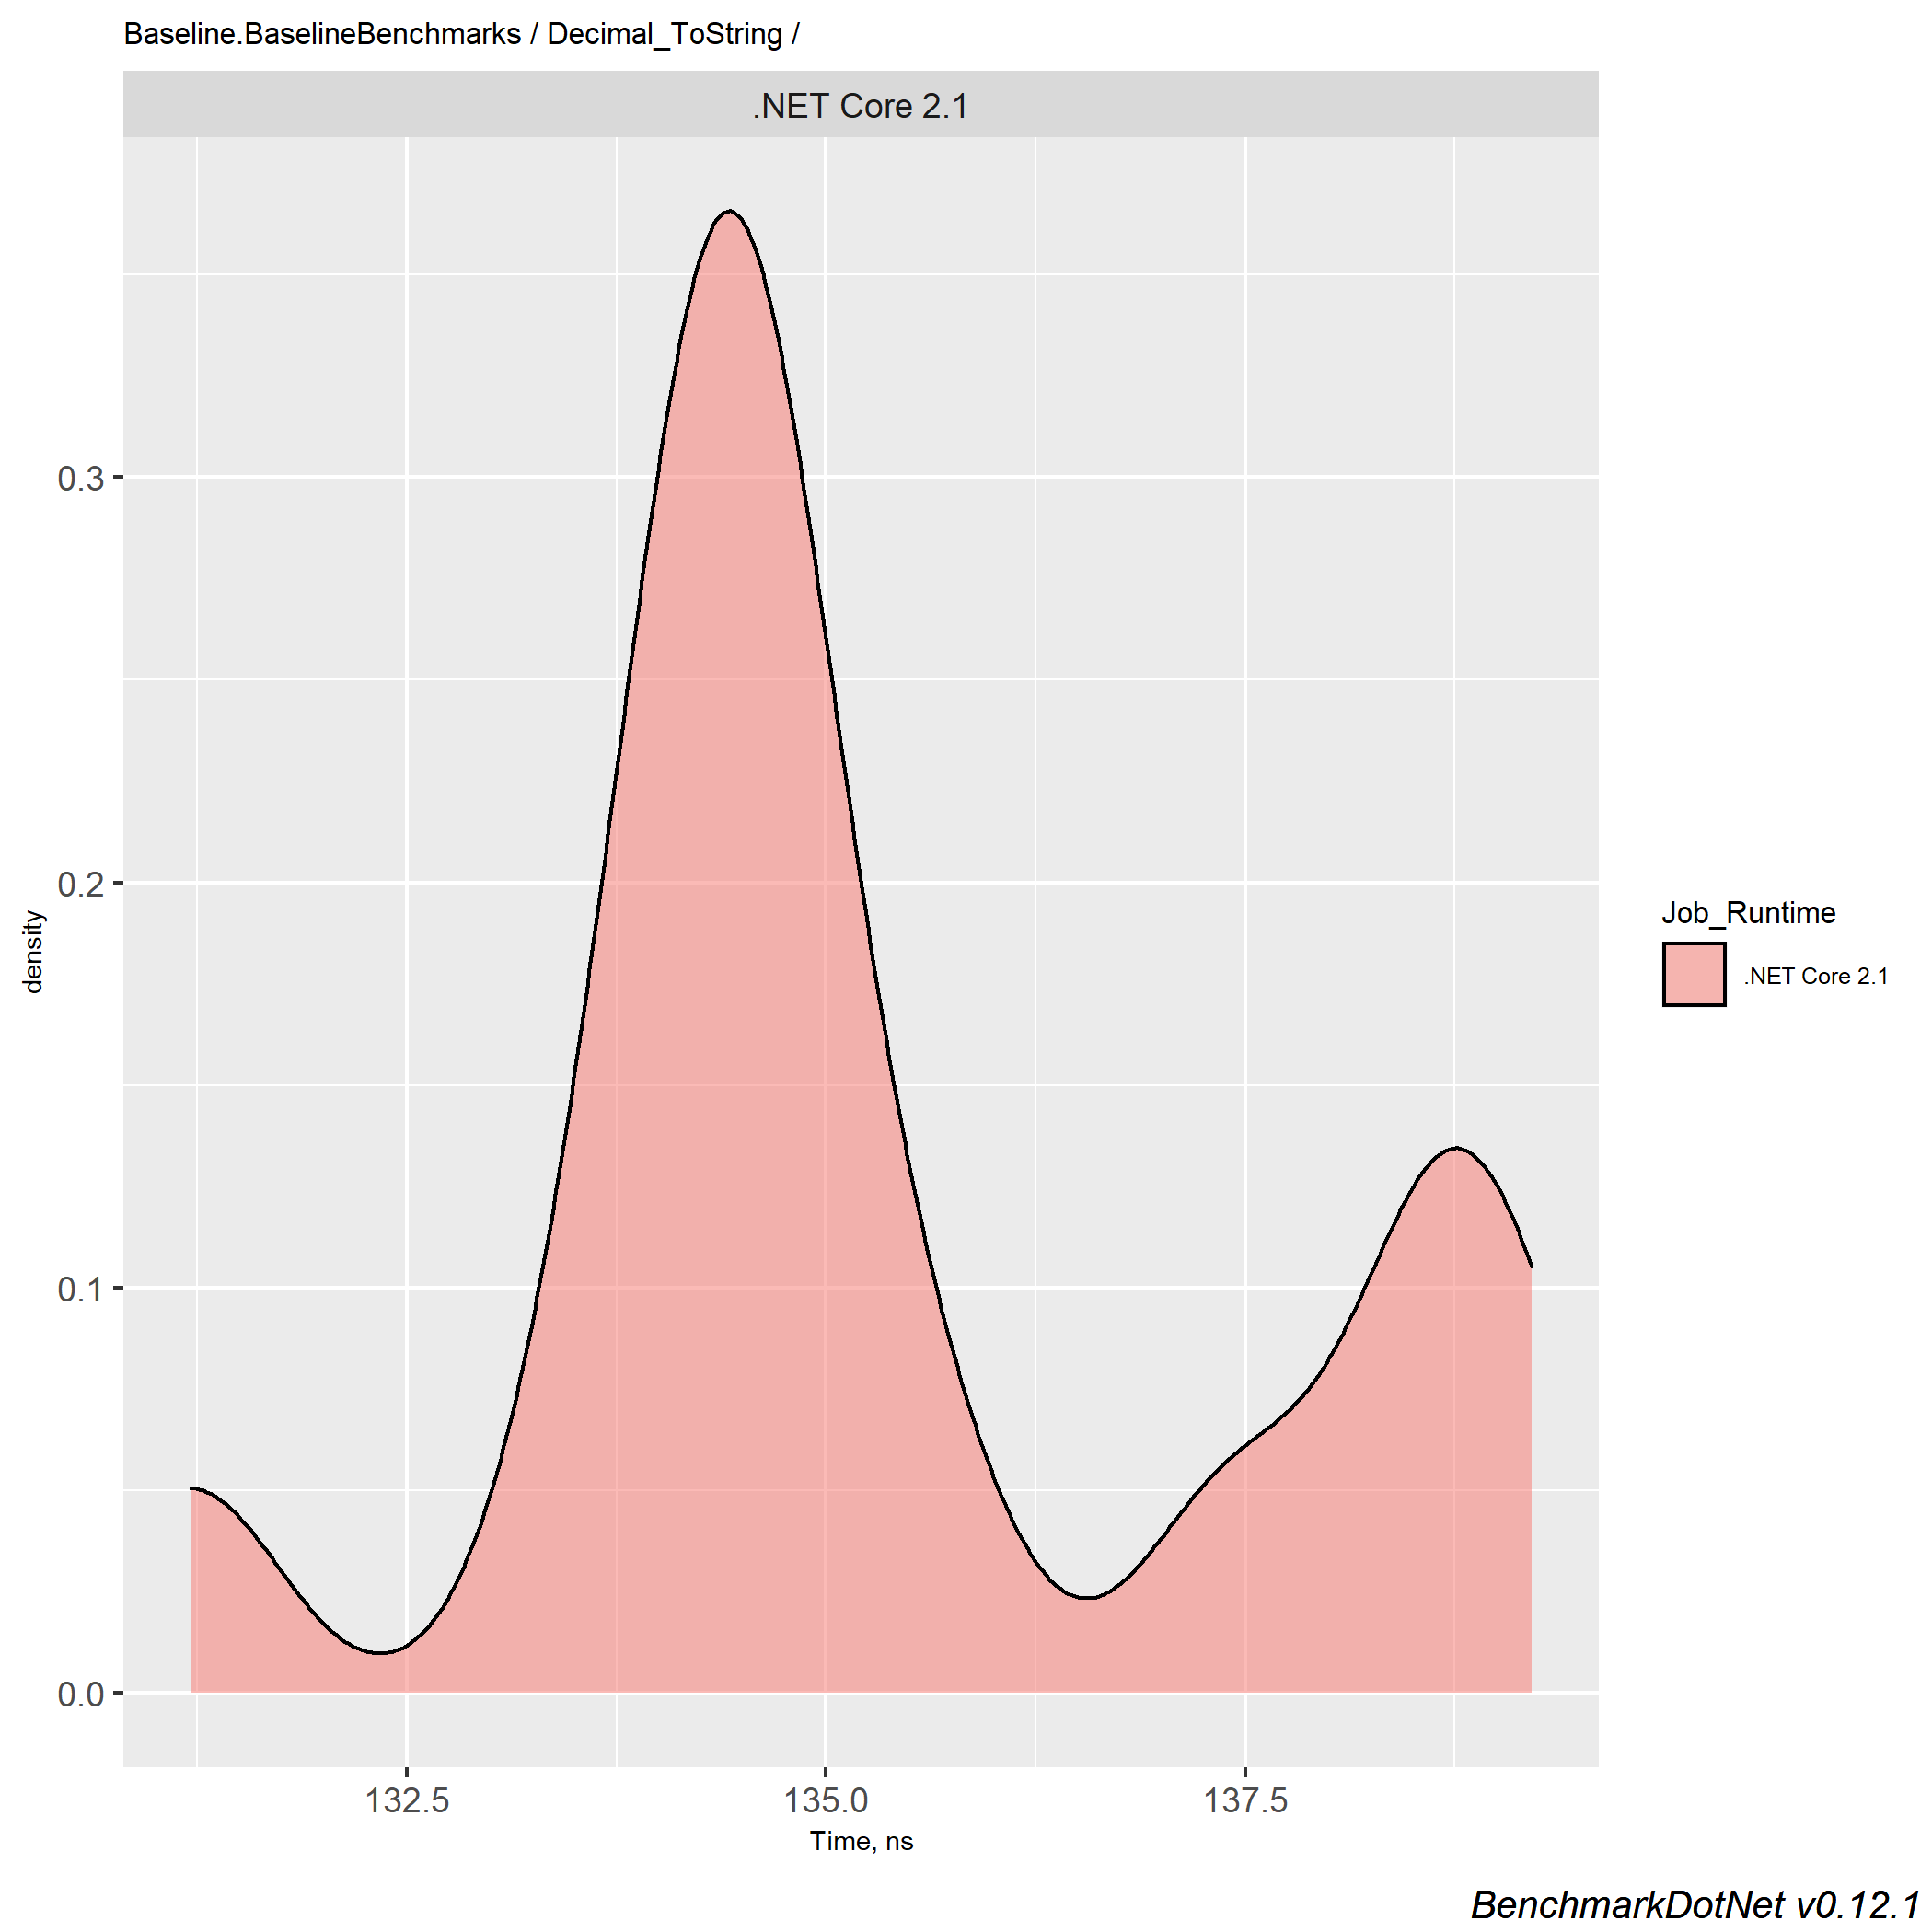 Baseline.BaselineBenchmarks / Decimal_ToString /
.NET Core 2.1
0.3
0.2
0.1
0.0
density
132.5 135.0 137.5
Time, ns
Job_Runtime
.NET Core 2.1
BenchmarkDotNet v0.12.1